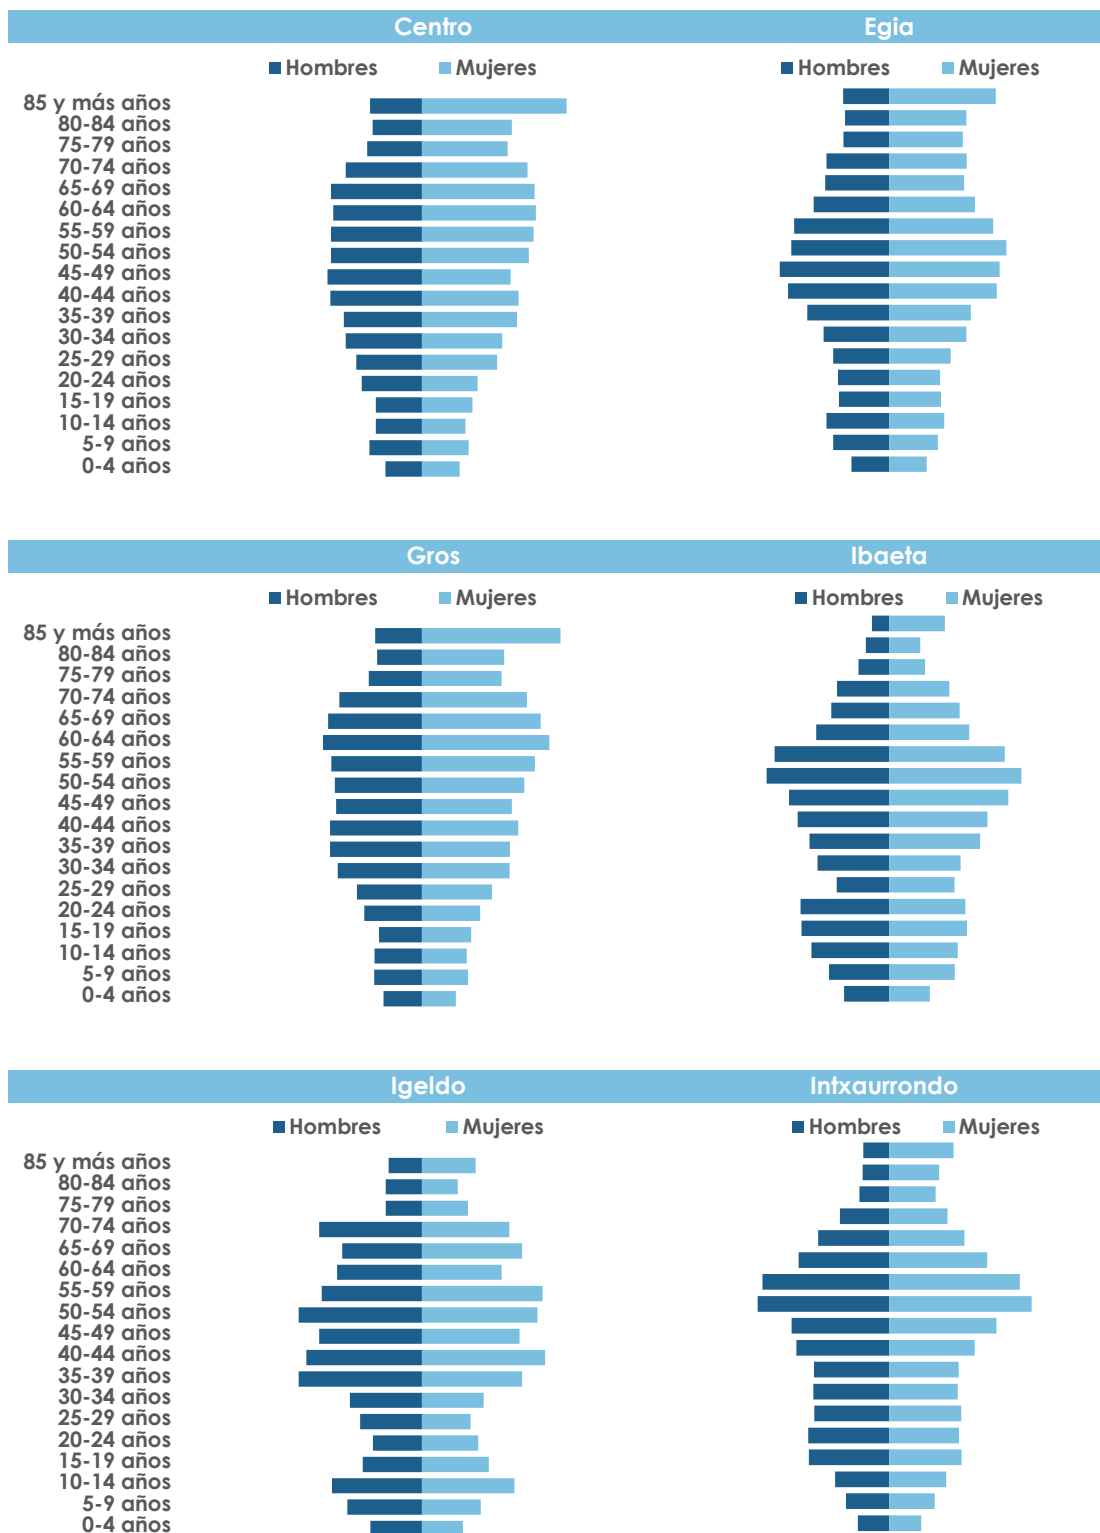 Centro Egia
Hombres Mujeres Hombres Mujeres
85 y más años
80-84 años
75-79 años
70-74 años
65-69 años
60-64 años
55-59 años
50-54 años
45-49 años
40-44 años
35-39 años
30-34 años
25-29 años
20-24 años
15-19 años
10-14 años
5-9 años
0-4 años
Gros Ibaeta
Hombres Mujeres Hombres Mujeres
85 y más años
80-84 años
75-79 años
70-74 años
65-69 años
60-64 años
55-59 años
50-54 años
45-49 años
40-44 años
35-39 años
30-34 años
25-29 años
20-24 años
15-19 años
10-14 años
5-9 años
0-4 años
Igeldo Intxaurrondo
Hombres Mujeres Hombres Mujeres
85 y más años
80-84 años
75-79 años
70-74 años
65-69 años
60-64 años
55-59 años
50-54 años
45-49 años
40-44 años
35-39 años
30-34 años
25-29 años
20-24 años
15-19 años
10-14 años
5-9 años
0-4 años